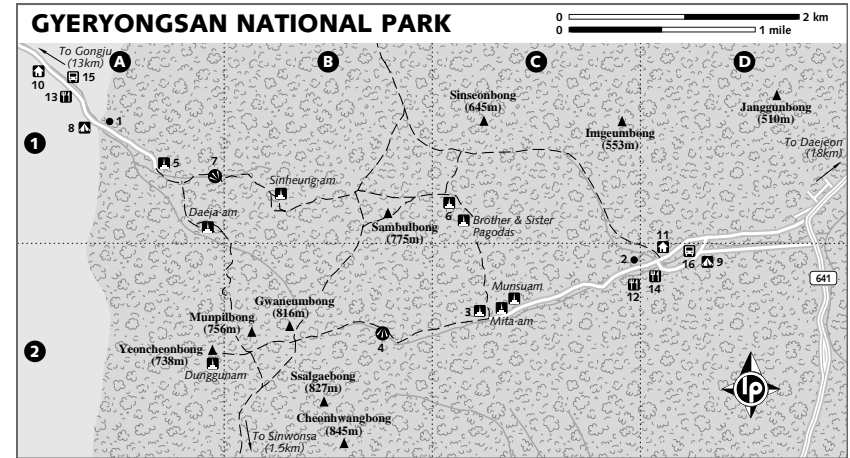 GYERYONGSAN NATIONAL PARK
0 2 km
0 1 mile
A
B
C
D
To Gongju
(13km)
10
15
13
8
1
Sinseonbong
(645m)
Imgeumbong
(553m)
Janggunbong
(510m)
To Daejeon
(18km)
1
5
7
Sinheung-am
Daeja-am
6
Brother & Sister
Pagodas
Sambulbong
(775m)
11
2
16
9
14
12
641
Munsuam
3
Mita-am
Gwaneumbong
(816m)
Munpilbong
(756m)
4
2
Yeoncheonbong
(738m)
Dunggunam
Ssalgaebong
(827m)
Cheonhwangbong
(845m)
To Sinwonsa
(1.5km)
lp